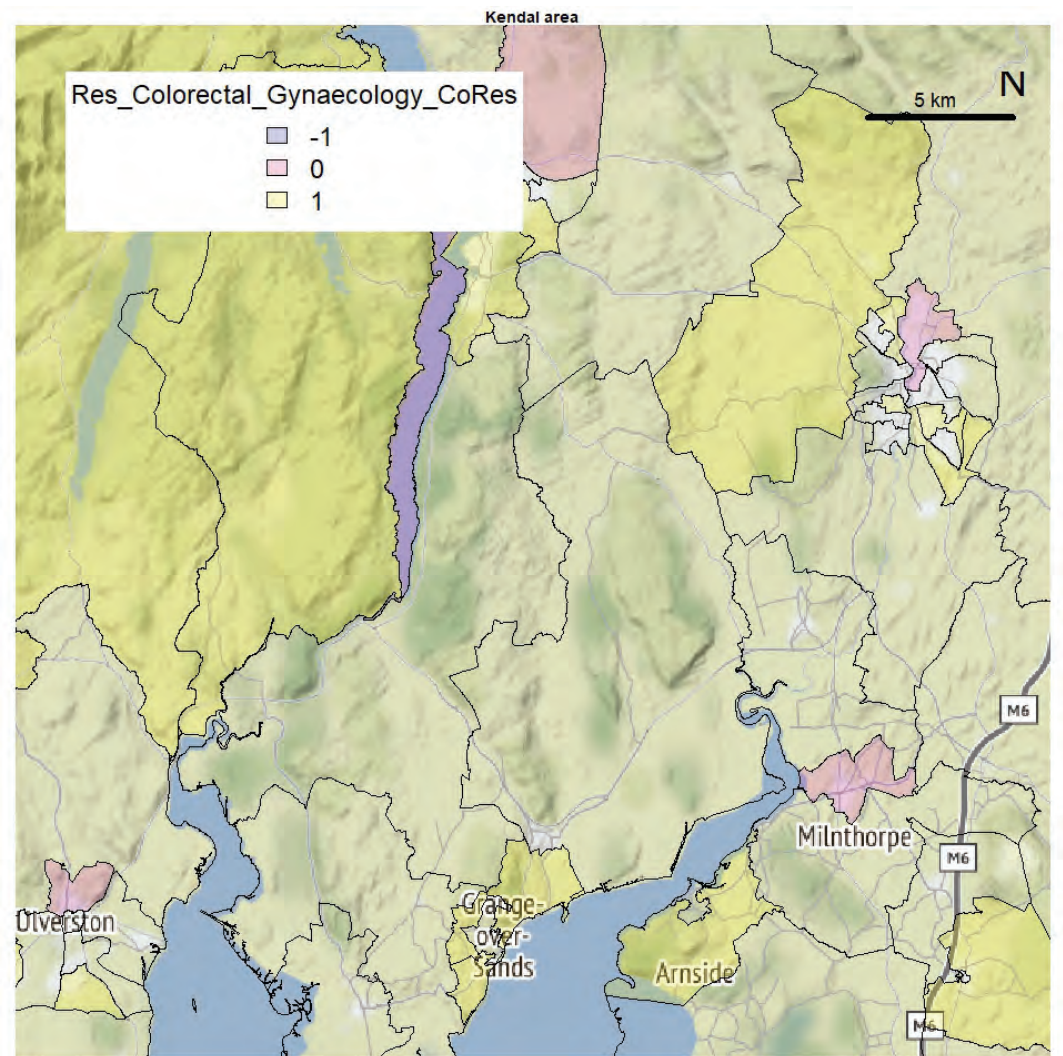 Kendal area
Res_Colorectal_Gynaecology_CoRes
-1
0
1
N
5 km
M6
Milnthorpe
M6
Ulverston
Grange-
over-
Sands
Arnside
M6